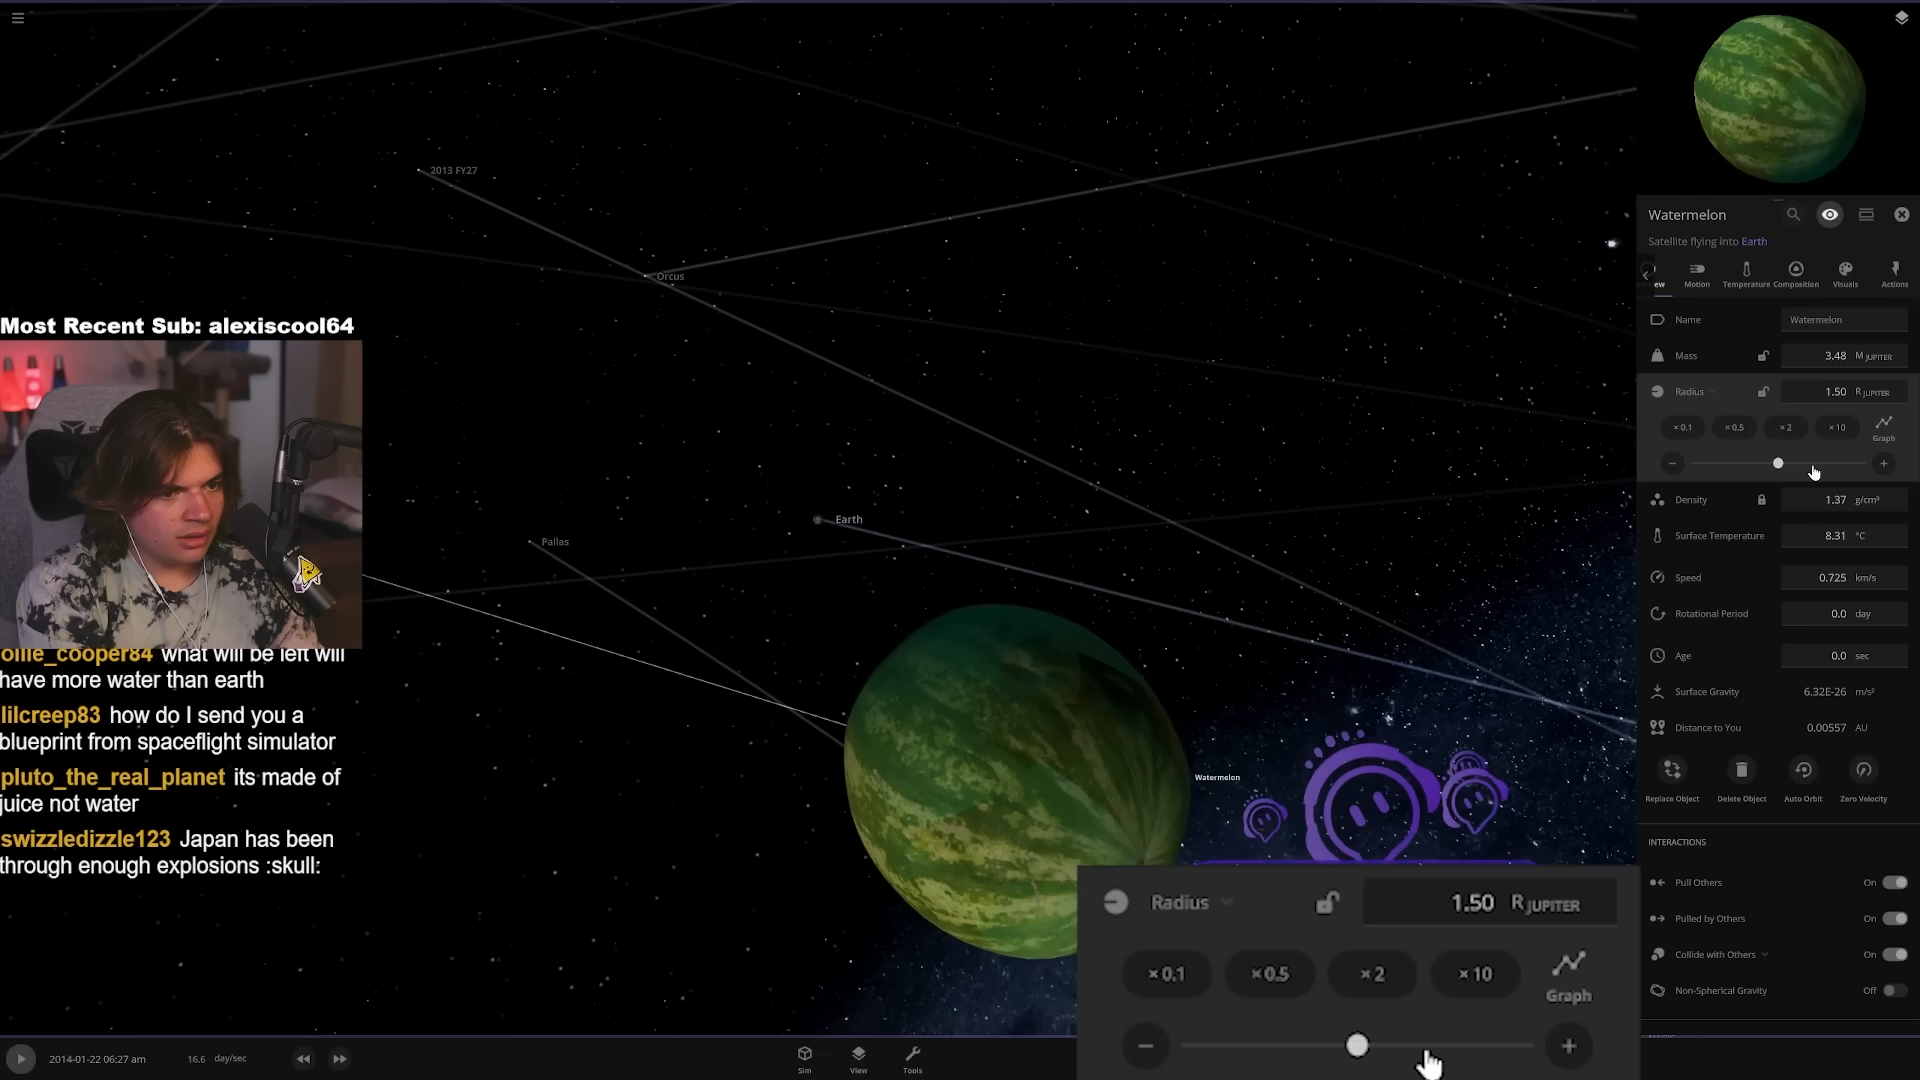 2013 FY27
Orcus
Pallas
Earth
Watermelon
Most Recent Sub: alexiscool64
ollie_cooper84 what will be left will
have more water than earth
lilcreep83 how do I send you a
blueprint from spaceflight simulator
pluto_the_real_planet its made of
juice not water
swizzledizzle123 Japan has been
through enough explosions :skull:
Watermelon
Satellite flying into Earth
ew Motion Temperature Composition Visuals Actions
Name Watermelon
Mass 3.48 M JUPITER
Radius 1.50 R JUPITER
×0.1 ×0.5 ×2 ×10 Graph
Density 1.37 g/cm³
Surface Temperature 8.31 °C
Speed 0.725 km/s
Rotational Period 0.0 day
Age 0.0 sec
Surface Gravity 6.32E-26 m/s²
Distance to You 0.00557 AU
Replace Object Delete Object Auto Orbit Zero Velocity
INTERACTIONS
Pull Others On
Pulled by Others On
Collide with Others On
Non-Spherical Gravity Off
Radius 1.50 R JUPITER
×0.1 ×0.5 ×2 ×10 Graph
2014-01-22 06:27 am 16.6 day/sec
Sim View Tools